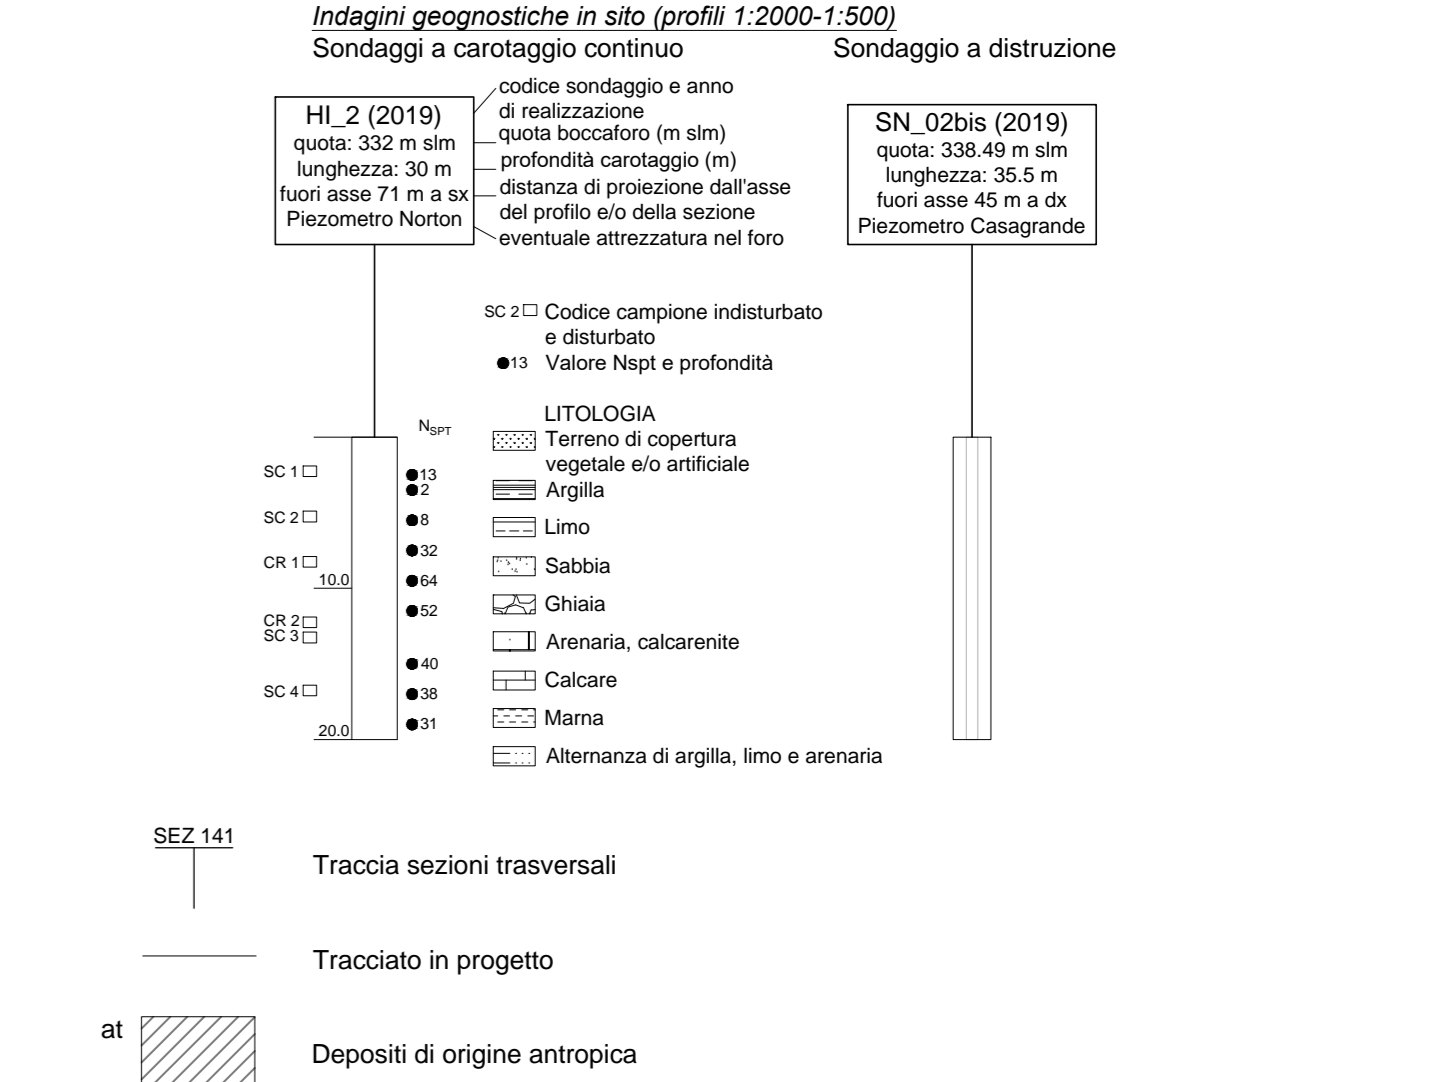 Indagini geognostiche in sito (profili 1:2000-1:500)
Sondaggi a carotaggio continuo
Sondaggio a distruzione
HI_2 (2019)
quota: 332 m slm
lunghezza: 30 m
fuori asse 71 m a sx
Piezometro Norton
codice sondaggio e anno
di realizzazione
quota boccaforo (m slm)
profondità carotaggio (m)
distanza di proiezione dall'asse
del profilo e/o della sezione
eventuale attrezzatura nel foro
SN_02bis (2019)
quota: 338.49 m slm
lunghezza: 35.5 m
fuori asse 45 m a dx
Piezometro Casagrande
SC 2 Codice campione indisturbato
e disturbato
13 Valore Nspt e profondità
NSPT
SC 1
SC 2
CR 1
10.0
CR 2
SC 3
SC 4
20.0
13
2
8
32
64
52
40
38
31
LITOLOGIA
Terreno di copertura
vegetale e/o artificiale
Argilla
Limo
Sabbia
Ghiaia
Arenaria, calcarenite
Calcare
Marna
Alternanza di argilla, limo e arenaria
SEZ 141
Traccia sezioni trasversali
Tracciato in progetto
at
Depositi di origine antropica